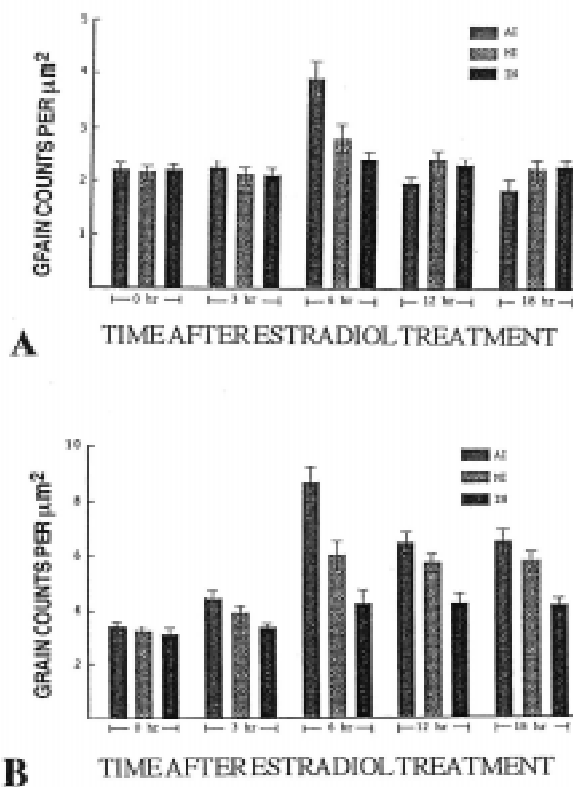 GPAIN COUNTS PER µm²
5
4
3
2
1
0 hr 3 hr 6 hr 12 hr 18 hr
A
TIME AFTER ESTRADIOL TREATMENT
GRAIN COUNTS PER µm²
10
8
6
4
2
0 hr 3 hr 6 hr 12 hr 18 hr
B
TIME AFTER ESTRADIOL TREATMENT